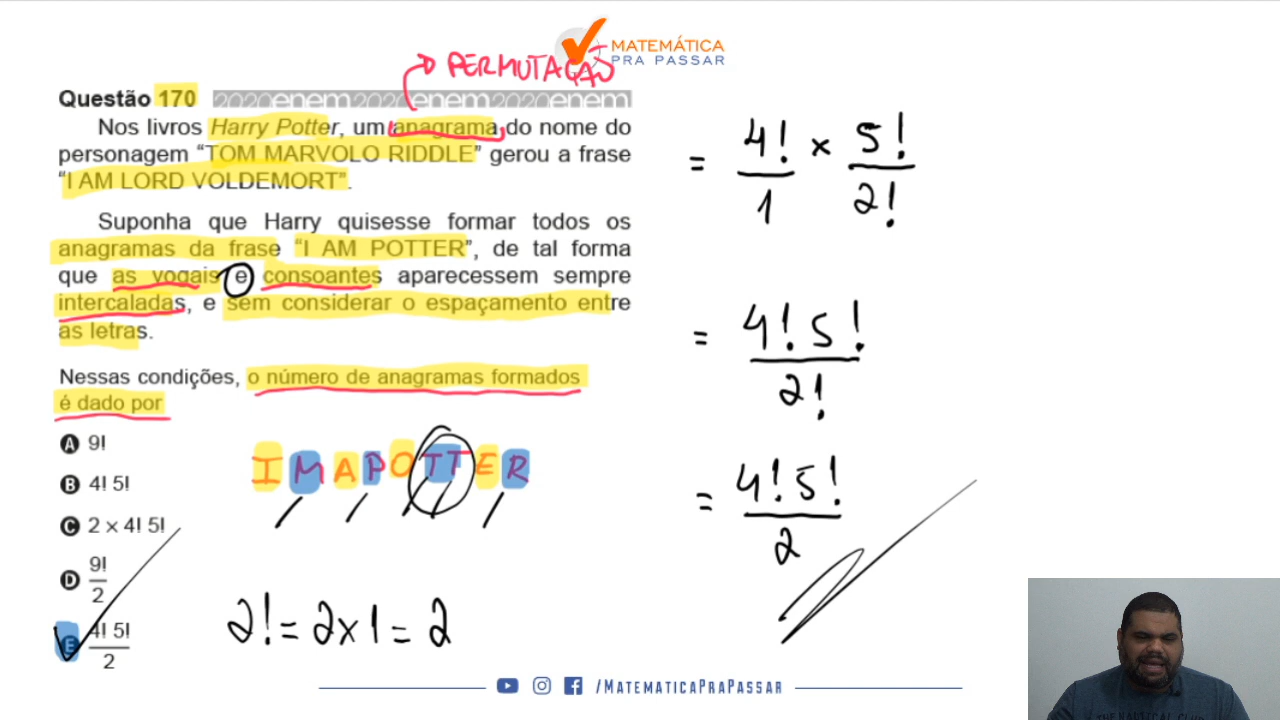 MATEMÁTICA
PRA PASSAR
PERMUTAÇÃO
Questão 170 2020enem2020enem2020enem
Nos livros Harry Potter, um anagrama do nome do
personagem “TOM MARVOLO RIDDLE” gerou a frase
“I AM LORD VOLDEMORT”.
Suponha que Harry quisesse formar todos os
anagramas da frase “I AM POTTER”, de tal forma
que as vogais e consoantes aparecessem sempre
intercaladas, e sem considerar o espaçamento entre
as letras.
Nessas condições, o número de anagramas formados
é dado por
A 9!
B 4! 5!
C 2 × 4! 5!
D 9!
2
E 4! 5!
2
I M A P O T T E R
2! = 2x1 = 2
= 4! × 5!
1 2!
= 4! 5!
2!
= 4! 5!
2
/MATEMATICAPRAPASSAR